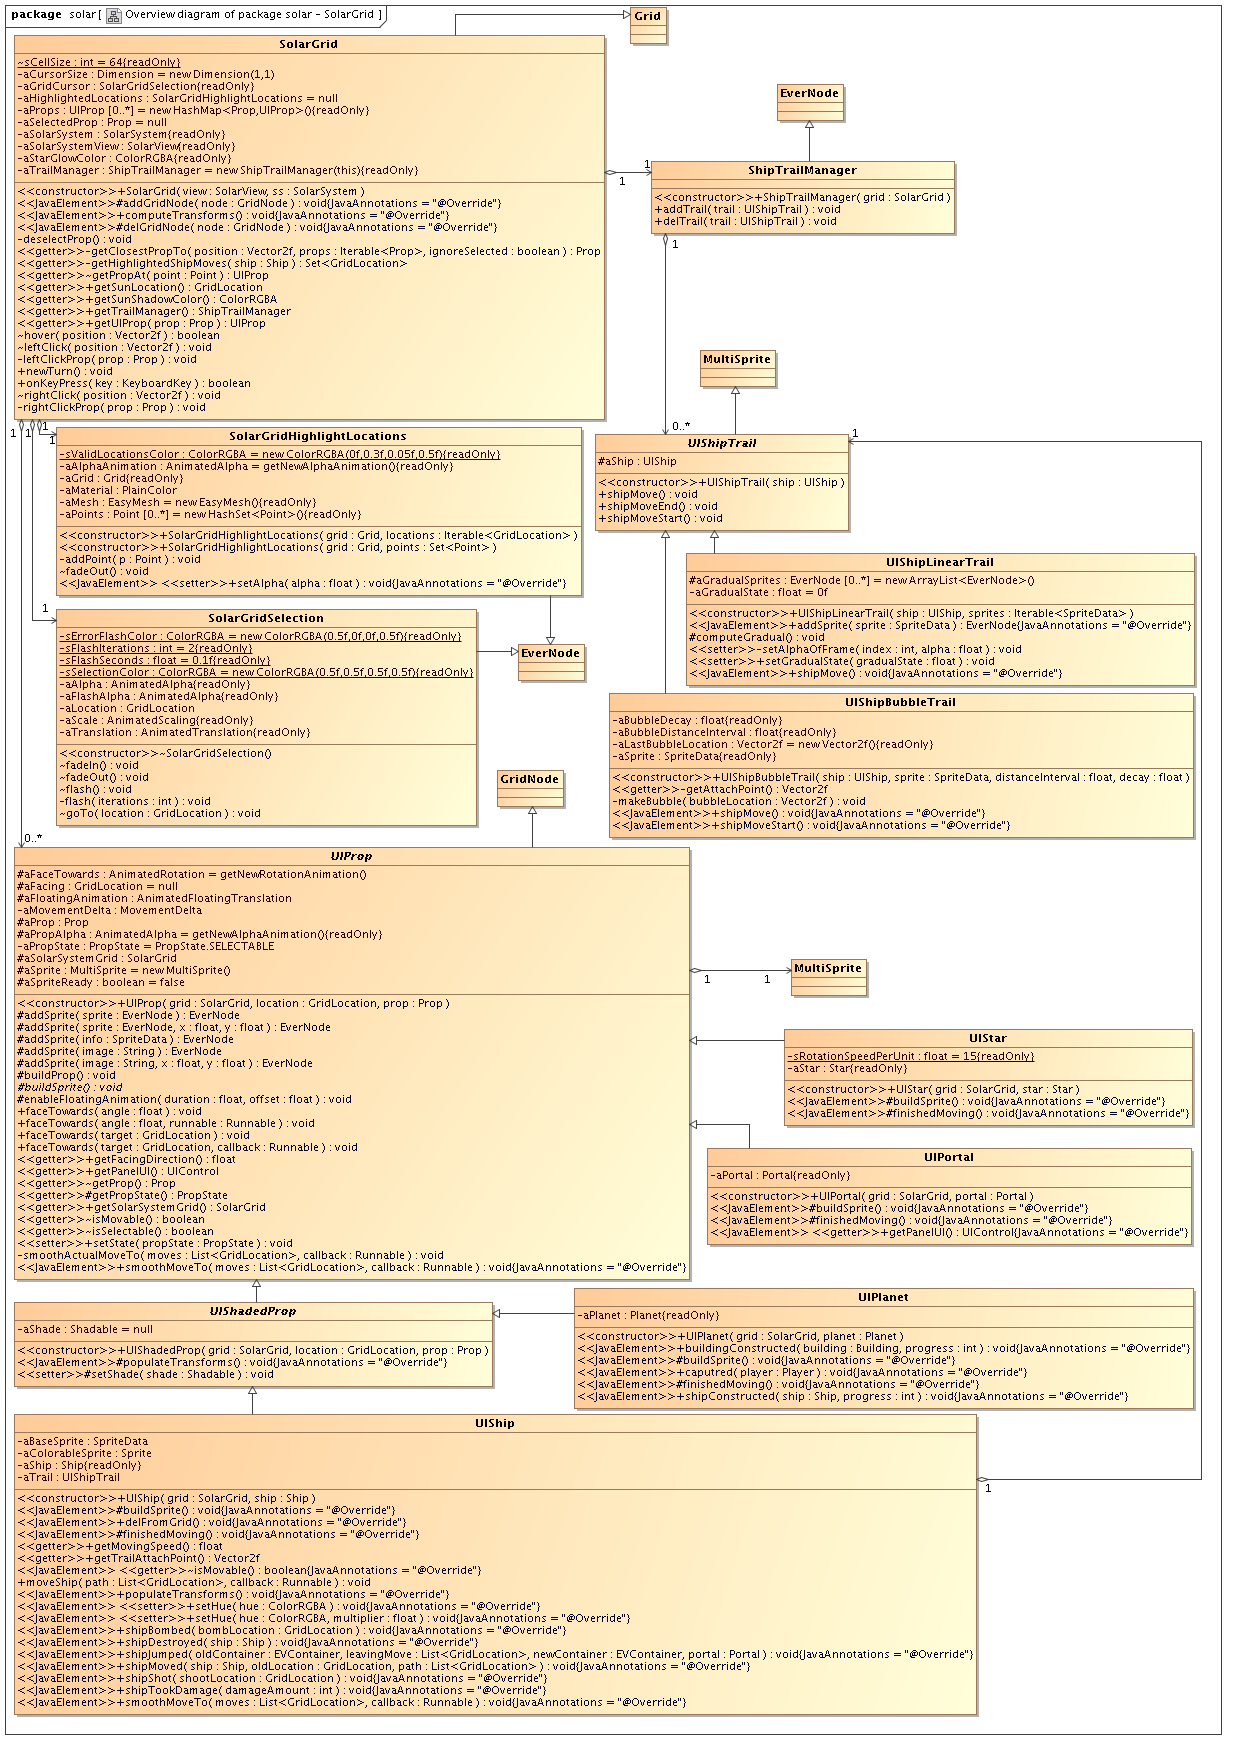 package solar [ Overview diagram of package solar - SolarGrid ]
Grid
SolarGrid
~sCellSize : int = 64{readOnly}
-aCursorSize : Dimension = new Dimension(1,1)
-aGridCursor : SolarGridSelection{readOnly}
-aHighlightedLocations : SolarGridHighlightLocations = null
-aProps : UIProp [0..*] = new HashMap<Prop,UIProp>(){readOnly}
-aSelectedProp : Prop = null
-aSolarSystem : SolarSystem{readOnly}
-aSolarSystemView : SolarView{readOnly}
-aStarGlowColor : ColorRGBA{readOnly}
-aTrailManager : ShipTrailManager = new ShipTrailManager(this){readOnly}
<<constructor>>+SolarGrid( view : SolarView, ss : SolarSystem )
<<JavaElement>>#addGridNode( node : GridNode ) : void{JavaAnnotations = "@Override"}
<<JavaElement>>+computeTransforms() : void{JavaAnnotations = "@Override"}
<<JavaElement>>#delGridNode( node : GridNode ) : void{JavaAnnotations = "@Override"}
-deselectProp() : void
<<getter>>-getClosestPropTo( position : Vector2f, props : Iterable<Prop>, ignoreSelected : boolean ) : Prop
<<getter>>-getHighlightedShipMoves( ship : Ship ) : Set<GridLocation>
<<getter>>~getPropAt( point : Point ) : UIProp
<<getter>>+getSunLocation() : GridLocation
<<getter>>+getSunShadowColor() : ColorRGBA
<<getter>>+getTrailManager() : ShipTrailManager
<<getter>>+getUIProp( prop : Prop ) : UIProp
~hover( position : Vector2f ) : boolean
~leftClick( position : Vector2f ) : void
-leftClickProp( prop : Prop ) : void
+newTurn() : void
+onKeyPress( key : KeyboardKey ) : boolean
~rightClick( position : Vector2f ) : void
-rightClickProp( prop : Prop ) : void
EverNode
1
1
ShipTrailManager
<<constructor>>+ShipTrailManager( grid : SolarGrid )
+addTrail( trail : UIShipTrail ) : void
+delTrail( trail : UIShipTrail ) : void
1
MultiSprite
0..*
1
UIShipTrail
#aShip : UIShip
<<constructor>>+UIShipTrail( ship : UIShip )
+shipMove() : void
+shipMoveEnd() : void
+shipMoveStart() : void
1
1
1
1
SolarGridHighlightLocations
-sValidLocationsColor : ColorRGBA = new ColorRGBA(0f,0.3f,0.05f,0.5f){readOnly}
-aAlphaAnimation : AnimatedAlpha = getNewAlphaAnimation(){readOnly}
-aGrid : Grid{readOnly}
-aMaterial : PlainColor
-aMesh : EasyMesh = new EasyMesh(){readOnly}
-aPoints : Point [0..*] = new HashSet<Point>(){readOnly}
<<constructor>>+SolarGridHighlightLocations( grid : Grid, locations : Iterable<GridLocation> )
<<constructor>>+SolarGridHighlightLocations( grid : Grid, points : Set<Point> )
-addPoint( p : Point ) : void
~fadeOut() : void
<<JavaElement>> <<setter>>+setAlpha( alpha : float ) : void{JavaAnnotations = "@Override"}
UIShipLinearTrail
#aGradualSprites : EverNode [0..*] = new ArrayList<EverNode>()
-aGradualState : float = 0f
<<constructor>>+UIShipLinearTrail( ship : UIShip, sprites : Iterable<SpriteData> )
<<JavaElement>>+addSprite( sprite : SpriteData ) : EverNode{JavaAnnotations = "@Override"}
#computeGradual() : void
<<setter>>-setAlphaOfFrame( index : int, alpha : float ) : void
<<setter>>+setGradualState( gradualState : float ) : void
<<JavaElement>>+shipMove() : void{JavaAnnotations = "@Override"}
1
SolarGridSelection
-sErrorFlashColor : ColorRGBA = new ColorRGBA(0.5f,0f,0f,0.5f){readOnly}
-sFlashIterations : int = 2{readOnly}
-sFlashSeconds : float = 0.1f{readOnly}
-sSelectionColor : ColorRGBA = new ColorRGBA(0.5f,0.5f,0.5f,0.5f){readOnly}
-aAlpha : AnimatedAlpha{readOnly}
-aFlashAlpha : AnimatedAlpha{readOnly}
-aLocation : GridLocation
-aScale : AnimatedScaling{readOnly}
-aTranslation : AnimatedTranslation{readOnly}
<<constructor>>~SolarGridSelection()
~fadeIn() : void
~fadeOut() : void
~flash() : void
-flash( iterations : int ) : void
~goTo( location : GridLocation ) : void
EverNode
UIShipBubbleTrail
-aBubbleDecay : float{readOnly}
-aBubbleDistanceInterval : float{readOnly}
-aLastBubbleLocation : Vector2f = new Vector2f(){readOnly}
-aSprite : SpriteData{readOnly}
<<constructor>>+UIShipBubbleTrail( ship : UIShip, sprite : SpriteData, distanceInterval : float, decay : float )
<<getter>>-getAttachPoint() : Vector2f
-makeBubble( bubbleLocation : Vector2f ) : void
<<JavaElement>>+shipMove() : void{JavaAnnotations = "@Override"}
<<JavaElement>>+shipMoveStart() : void{JavaAnnotations = "@Override"}
GridNode
0..*
UIProp
#aFaceTowards : AnimatedRotation = getNewRotationAnimation()
#aFacing : GridLocation = null
#aFloatingAnimation : AnimatedFloatingTranslation
-aMovementDelta : MovementDelta
#aProp : Prop
#aPropAlpha : AnimatedAlpha = getNewAlphaAnimation(){readOnly}
-aPropState : PropState = PropState.SELECTABLE
#aSolarSystemGrid : SolarGrid
#aSprite : MultiSprite = new MultiSprite()
#aSpriteReady : boolean = false
<<constructor>>+UIProp( grid : SolarGrid, location : GridLocation, prop : Prop )
#addSprite( sprite : EverNode ) : EverNode
#addSprite( sprite : EverNode, x : float, y : float ) : EverNode
#addSprite( info : SpriteData ) : EverNode
#addSprite( image : String ) : EverNode
#addSprite( image : String, x : float, y : float ) : EverNode
#buildProp() : void
#buildSprite() : void
#enableFloatingAnimation( duration : float, offset : float ) : void
+faceTowards( angle : float ) : void
+faceTowards( angle : float, runnable : Runnable ) : void
+faceTowards( target : GridLocation ) : void
+faceTowards( target : GridLocation, callback : Runnable ) : void
<<getter>>+getFacingDirection() : float
<<getter>>+getPanelUI() : UIControl
<<getter>>~getProp() : Prop
<<getter>>#getPropState() : PropState
<<getter>>+getSolarSystemGrid() : SolarGrid
<<getter>>~isMovable() : boolean
<<getter>>~isSelectable() : boolean
<<setter>>+setState( propState : PropState ) : void
-smoothActualMoveTo( moves : List<GridLocation>, callback : Runnable ) : void
<<JavaElement>>+smoothMoveTo( moves : List<GridLocation>, callback : Runnable ) : void{JavaAnnotations = "@Override"}
1
1
MultiSprite
UIStar
-sRotationSpeedPerUnit : float = 15{readOnly}
-aStar : Star{readOnly}
<<constructor>>+UIStar( grid : SolarGrid, star : Star )
<<JavaElement>>#buildSprite() : void{JavaAnnotations = "@Override"}
<<JavaElement>>#finishedMoving() : void{JavaAnnotations = "@Override"}
UIPortal
-aPortal : Portal{readOnly}
<<constructor>>+UIPortal( grid : SolarGrid, portal : Portal )
<<JavaElement>>#buildSprite() : void{JavaAnnotations = "@Override"}
<<JavaElement>>#finishedMoving() : void{JavaAnnotations = "@Override"}
<<JavaElement>> <<getter>>+getPanelUI() : UIControl{JavaAnnotations = "@Override"}
UIShadedProp
-aShade : Shadable = null
<<constructor>>+UIShadedProp( grid : SolarGrid, location : GridLocation, prop : Prop )
<<JavaElement>>#populateTransforms() : void{JavaAnnotations = "@Override"}
<<setter>>#setShade( shade : Shadable ) : void
UIPlanet
-aPlanet : Planet{readOnly}
<<constructor>>+UIPlanet( grid : SolarGrid, planet : Planet )
<<JavaElement>>+buildingConstructed( building : Building, progress : int ) : void{JavaAnnotations = "@Override"}
<<JavaElement>>#buildSprite() : void{JavaAnnotations = "@Override"}
<<JavaElement>>+caputred( player : Player ) : void{JavaAnnotations = "@Override"}
<<JavaElement>>#finishedMoving() : void{JavaAnnotations = "@Override"}
<<JavaElement>>+shipConstructed( ship : Ship, progress : int ) : void{JavaAnnotations = "@Override"}
UIShip
-aBaseSprite : SpriteData
-aColorableSprite : Sprite
-aShip : Ship{readOnly}
-aTrail : UIShipTrail
<<constructor>>+UIShip( grid : SolarGrid, ship : Ship )
<<JavaElement>>#buildSprite() : void{JavaAnnotations = "@Override"}
<<JavaElement>>+delFromGrid() : void{JavaAnnotations = "@Override"}
<<JavaElement>>#finishedMoving() : void{JavaAnnotations = "@Override"}
<<getter>>+getMovingSpeed() : float
<<getter>>+getTrailAttachPoint() : Vector2f
<<JavaElement>> <<getter>>~isMovable() : boolean{JavaAnnotations = "@Override"}
+moveShip( path : List<GridLocation>, callback : Runnable ) : void
<<JavaElement>>+populateTransforms() : void{JavaAnnotations = "@Override"}
<<JavaElement>> <<setter>>+setHue( hue : ColorRGBA ) : void{JavaAnnotations = "@Override"}
<<JavaElement>> <<setter>>+setHue( hue : ColorRGBA, multiplier : float ) : void{JavaAnnotations = "@Override"}
<<JavaElement>>+shipBombed( bombLocation : GridLocation ) : void{JavaAnnotations = "@Override"}
<<JavaElement>>+shipDestroyed( ship : Ship ) : void{JavaAnnotations = "@Override"}
<<JavaElement>>+shipJumped( oldContainer : EVContainer, leavingMove : List<GridLocation>, newContainer : EVContainer, portal : Portal ) : void{JavaAnnotations = "@Override"}
<<JavaElement>>+shipMoved( ship : Ship, oldLocation : GridLocation, path : List<GridLocation> ) : void{JavaAnnotations = "@Override"}
<<JavaElement>>+shipShot( shootLocation : GridLocation ) : void{JavaAnnotations = "@Override"}
<<JavaElement>>+shipTookDamage( damageAmount : int ) : void{JavaAnnotations = "@Override"}
<<JavaElement>>+smoothMoveTo( moves : List<GridLocation>, callback : Runnable ) : void{JavaAnnotations = "@Override"}
1